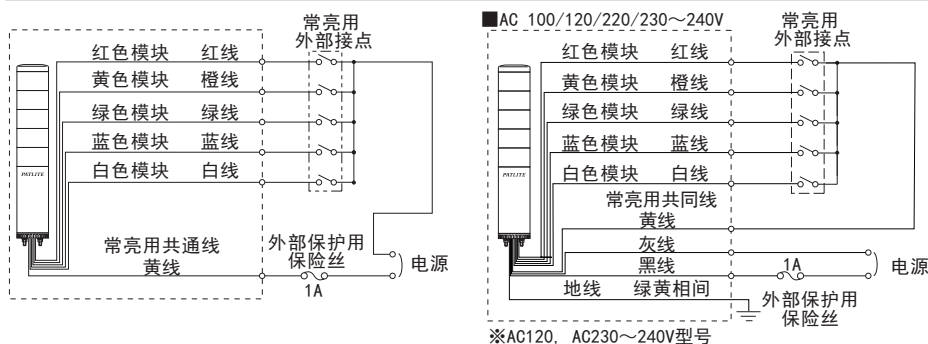 常亮用
外部接点
红色模块 红线
黄色模块 橙线
绿色模块 绿线
蓝色模块 蓝线
白色模块 白线
PATLITE
常亮用共通线
黄线
外部保护用
保险丝
1A
电源
■AC 100/120/220/230～240V
常亮用
外部接点
红色模块 红线
黄色模块 橙线
绿色模块 绿线
蓝色模块 蓝线
白色模块 白线
PATLITE
常亮用共同线
黄线
灰线
黑线
1A
电源
地线 绿黄相间
外部保护用
保险丝
※AC120, AC230～240V型号